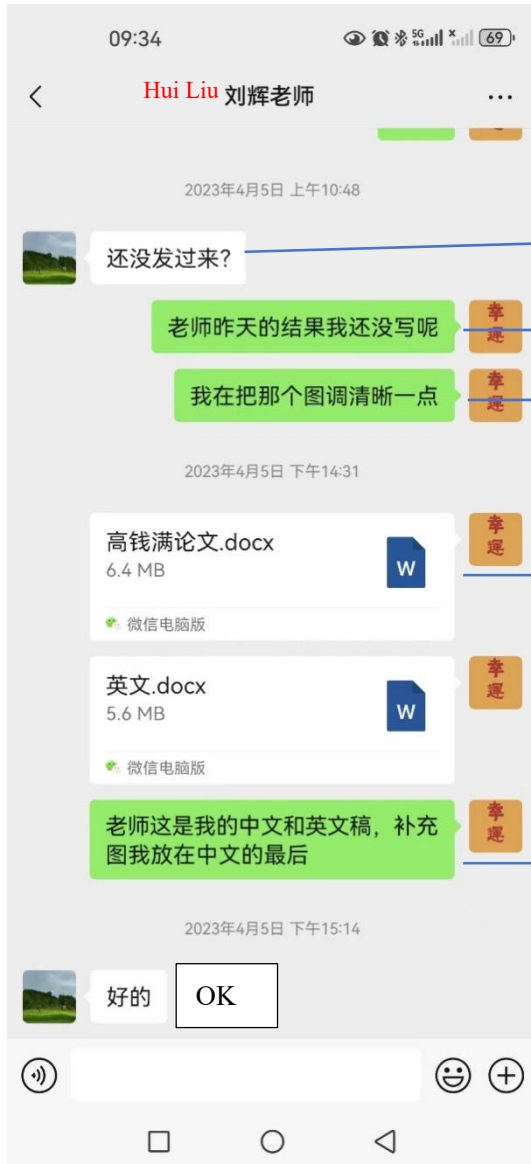 09:34
5G
69
Hui Liu 刘辉老师
2023年4月5日 上午10:48
还没发过来?
幸運
老师昨天的结果我还没写呢
幸運
我在把那个图调清晰一点
2023年4月5日 下午14:31
幸運
高钱满论文.docx
6.4 MB
W
微信电脑版
幸運
英文.docx
5.6 MB
W
微信电脑版
幸運
老师这是我的中文和英文稿，补充
图我放在中文的最后
2023年4月5日 下午15:14
好的
OK